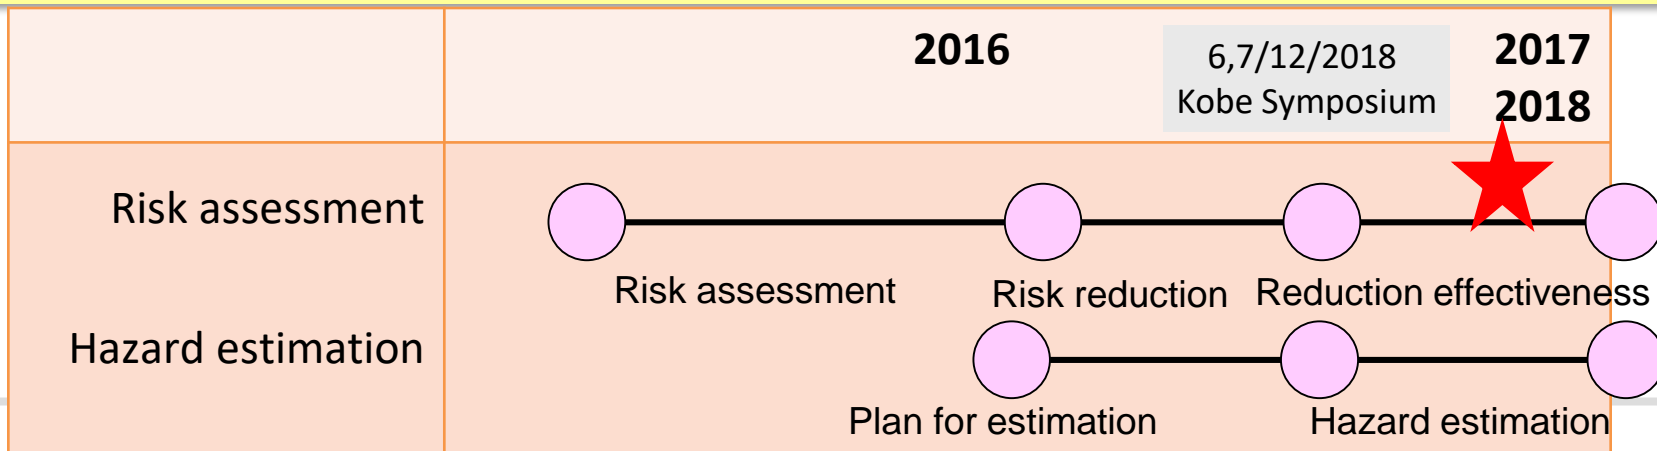 2016
6,7/12/2018
Kobe Symposium
2017
2018
Risk assessment
Risk assessment
Risk reduction
Reduction effectiveness
Hazard estimation
Plan for estimation
Hazard estimation